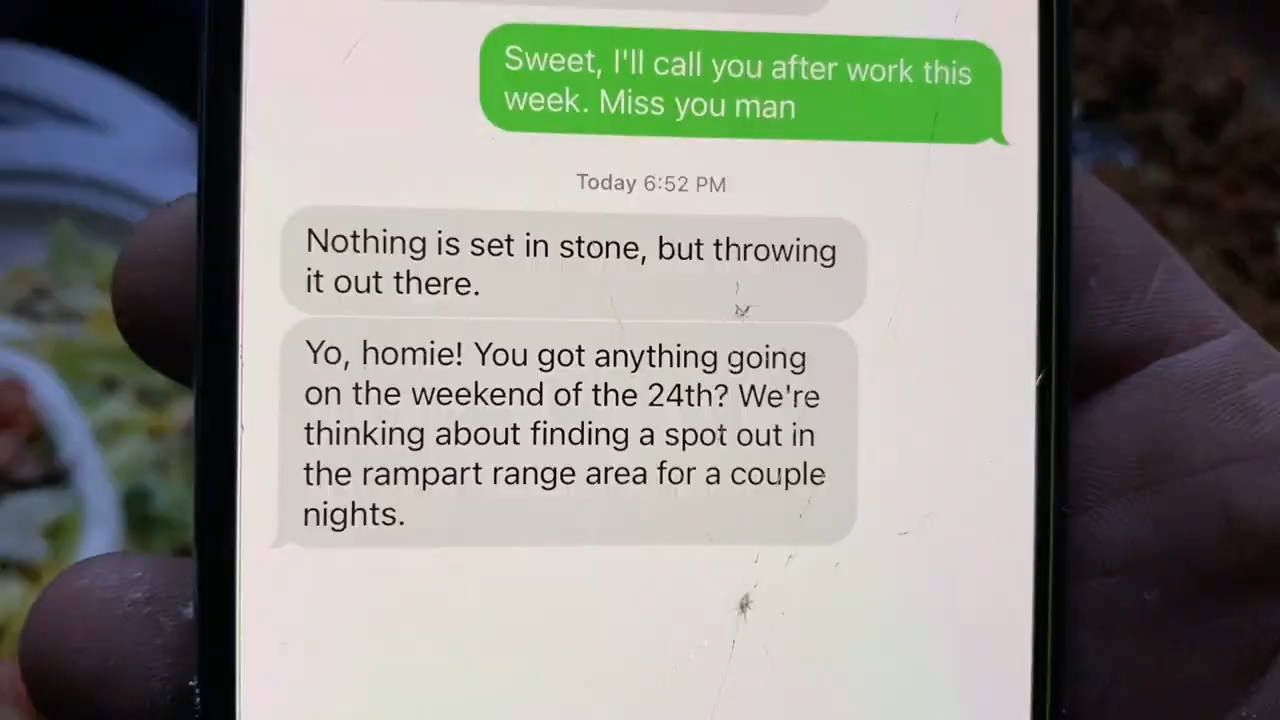 Sweet, I'll call you after work this
week. Miss you man
Today 6:52 PM
Nothing is set in stone, but throwing
it out there.
Yo, homie! You got anything going
on the weekend of the 24th? We're
thinking about finding a spot out in
the rampart range area for a couple
nights.